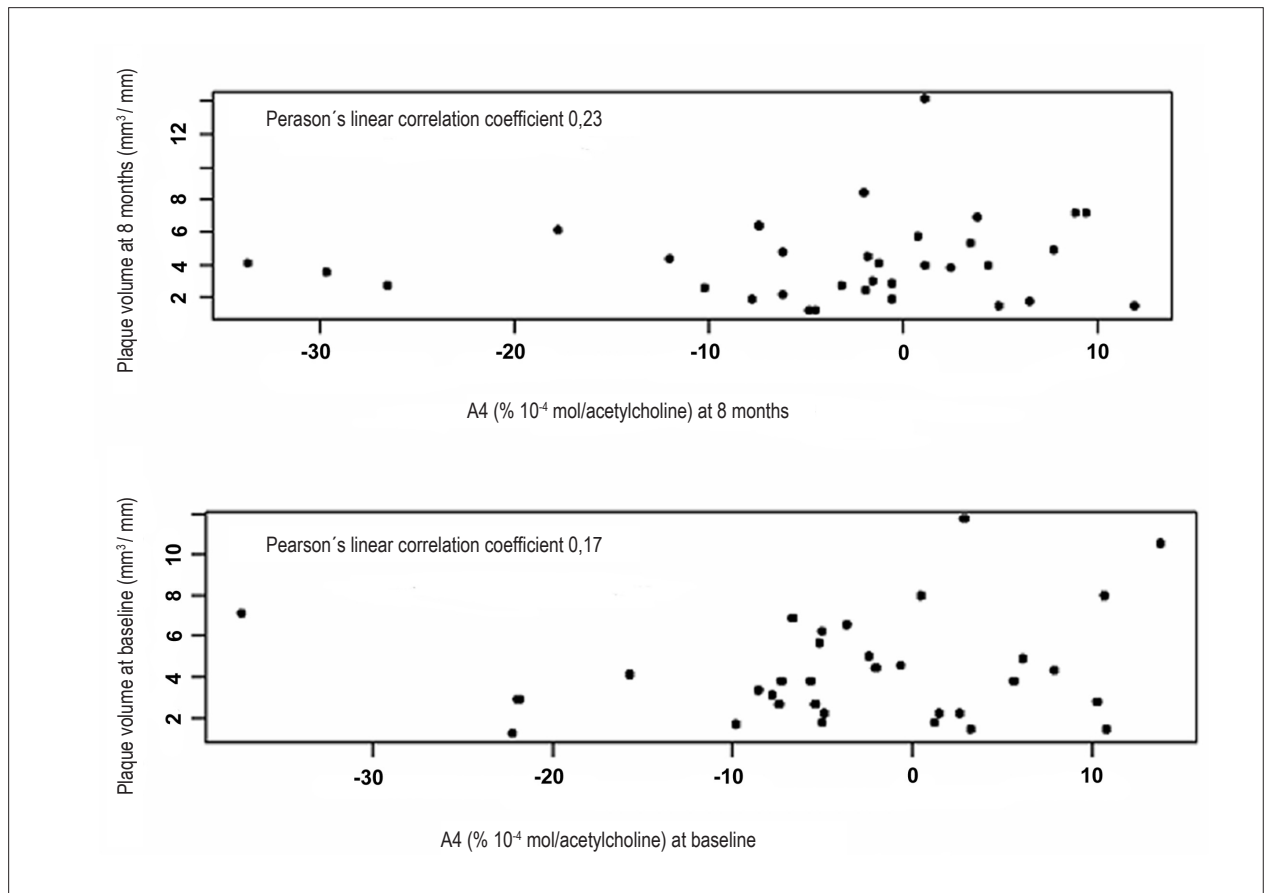 Plaque volume at 8 months (mm³ / mm)
Perason´s linear correlation coefficient 0,23
12
8
6
4
2
-30 -20 -10 0 10
A4 (% 10⁻⁴ mol/acetylcholine) at 8 months
Plaque volume at baseline (mm³ / mm)
Pearson´s linear correlation coefficient 0,17
10
8
6
4
2
-30 -20 -10 0 10
A4 (% 10⁻⁴ mol/acetylcholine) at baseline